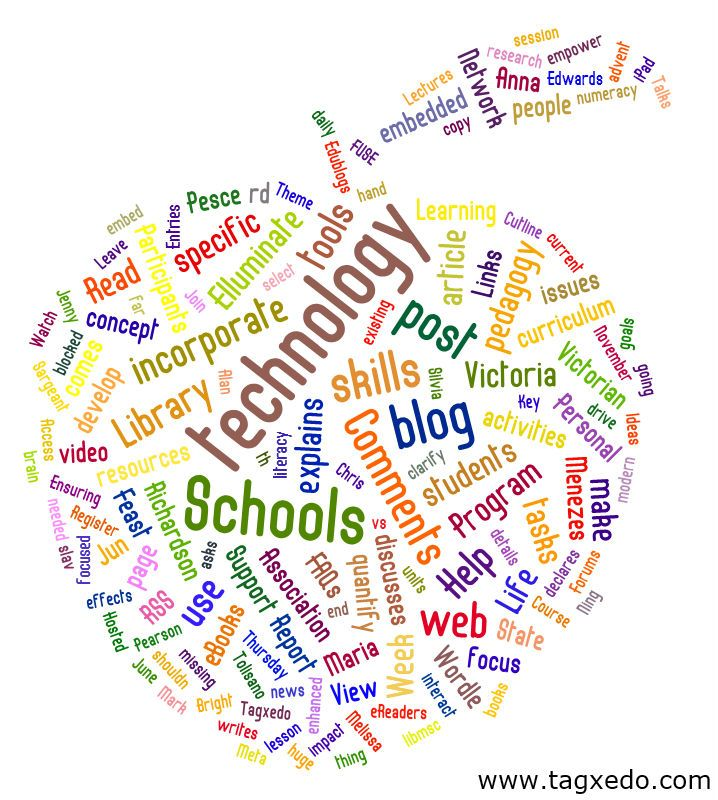 session
research
empower
advent
iPad
Talks
Network
Anna
Edwards
Lectures
embedded
copy
people
numeracy
daily
Edublogs
FUSE
hand
Pesce
rd
Theme
tools
technology
Learning
Cutline
current
embed
Entries
specific
Elluminate
article
Links
pedagogy
issues
Leave
Participants
Read
Far
Join
select
existing
post
curriculum
goals
November
Victorian
going
Watch
Jenny
blocked
concept
incorporate
Sargeant
comes
develop
Alan
skills
Silvia
Victoria
Key
drive
Personal
Ideas
Library
Access
brain
video
resources
th
literacy
explains
Comments
blog
activities
clarify
students
modern
Ensuring
needed
slav
Register
Feast
Richardson
Schools
Chris
vs
Program
Menezes
make
tasks
Focused
Jun
page
asks
Support
Association
FAQs
quantify
discusses
units
Help
details
Life
declares
Forums
Ning
Course
effects
Hosted
RSS
use
Pearson
eBooks
Report
end
Maria
Week
web
State
focus
Wordle
June
shouldn
missing
Thursday
Tolisano
news
View
interact
books
Mark
Bright
Tagxedo
enhanced
eReaders
Melissa
libmsc
writes
lesson
Impact
Meta
huge
thing
www.tagxedo.com